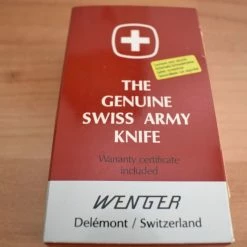 THE
GENUINE
SWISS ARMY
KNIFE
Warranty certificate
included
WENGER
Delémont / Switzerland